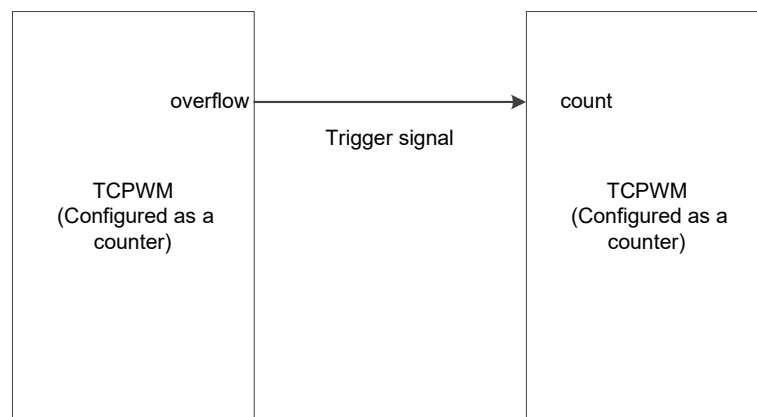 overflow
count
Trigger signal
TCPWM
(Configured as a
counter)
TCPWM
(Configured as a
counter)